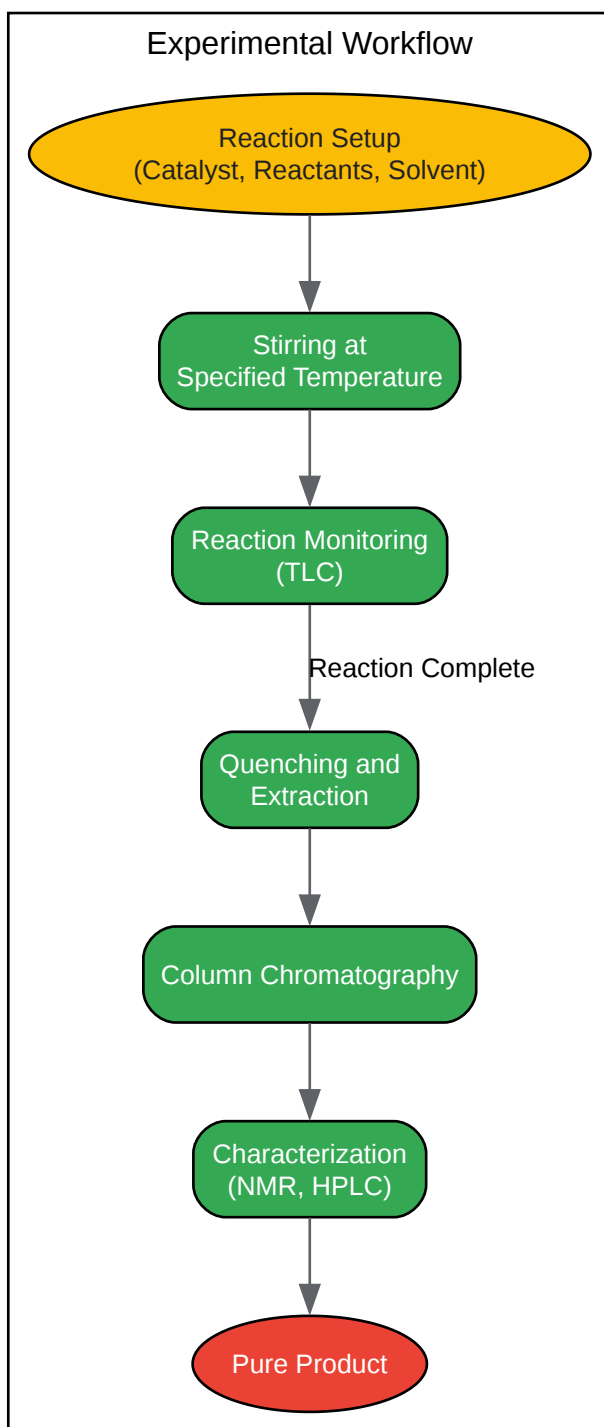 Experimental Workflow
Reaction Setup
(Catalyst, Reactants, Solvent)
Stirring at
Specified Temperature
Reaction Monitoring
(TLC)
Reaction Complete
Quenching and
Extraction
Column Chromatography
Characterization
(NMR, HPLC)
Pure Product